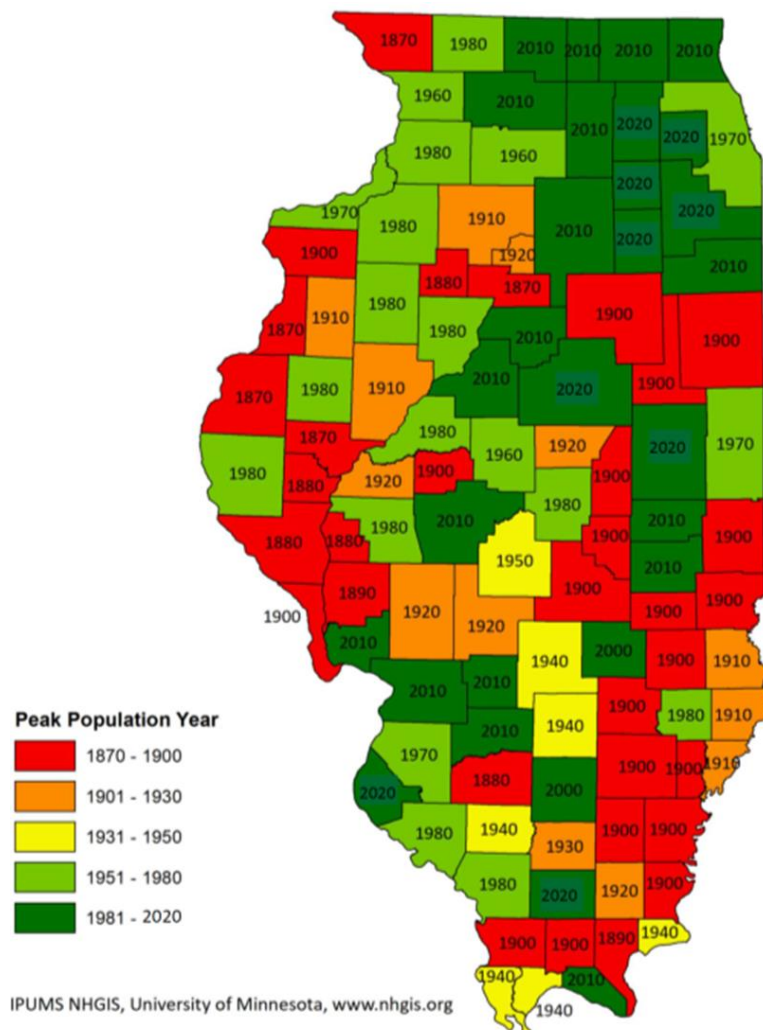 1870 1980 2010 2010 2010 2010
1960 2010 2010 2020 2020 1970
1980 1960 2020
1970 1980 1910 2010 2020 2020
1900 1920 2010
1880 1870
1870 1910 1980 1980 1900 1900
2010
1870 1980 1910 2010 2020 1900
1870 1980 1960 1920 1900 2020 1970
1980 1880 1920 1900 1980
1880 1880 1980 2010 1900 2010 1900
1950 2010
1900 1890 1920 1920 1900 1900 1900
2010 1940 2000 1900 1910
2010 2010 1940 1900 1980 1910
2010
Peak Population Year
1870 - 1900
1901 - 1930
1931 - 1950
1951 - 1980
1981 - 2020
1970 1880 2000 1900 1900 1910
2020
1980 1940 1930 1900 1900
1980 2020 1920 1900
1900 1900 1890 1940
1940 1940 2010
IPUMS NHGIS, University of Minnesota, www.nhgis.org